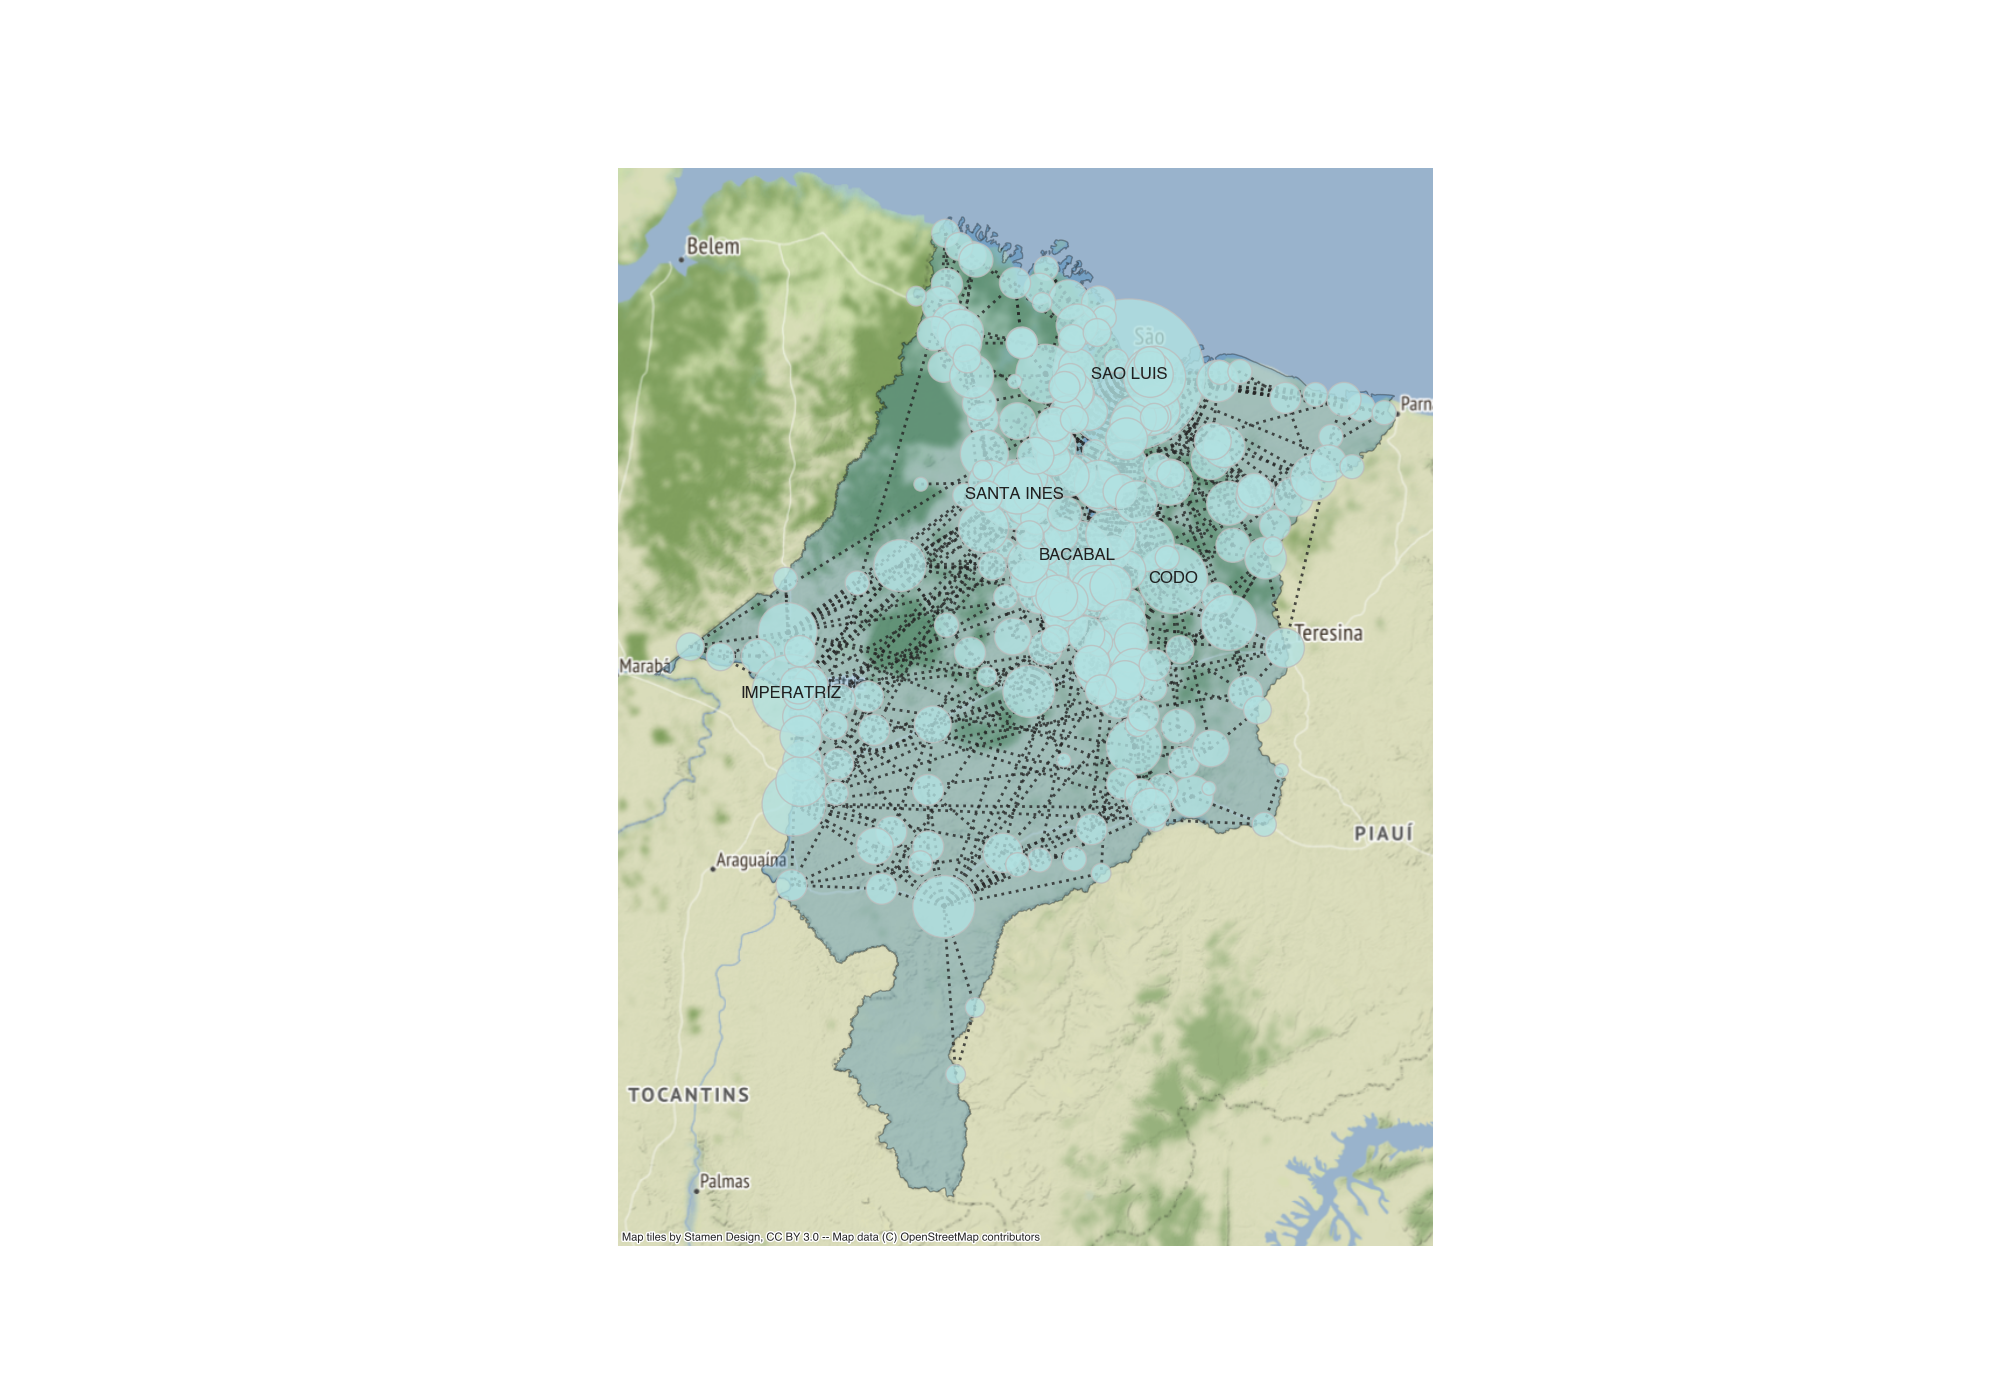 Belem
São
SAO LUIS
Parn
SANTA INES
BACABAL
CODO
Teresina
Marabá
IMPERATRIZ
PIAUÍ
Araguaína
TOCANTINS
Palmas
Map tiles by Stamen Design, CC BY 3.0 -- Map data (C) OpenStreetMap contributors